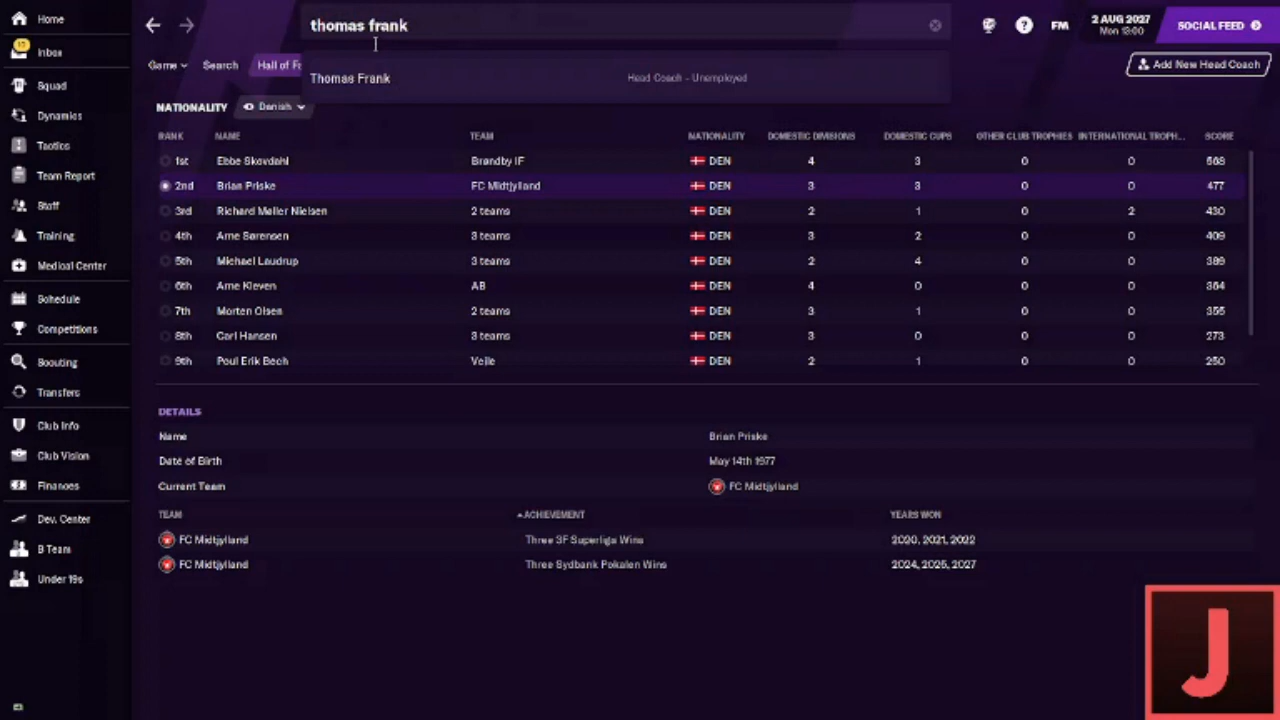 Home
thomas frank
FM
2 AUG 2027
Mon 13:00
SOCIAL FEED
Inbox
Game
Search
Hall of Fa
Thomas Frank Head Coach - Unemployed
Add New Head Coach
Squad
NATIONALITY Danish
Dynamics
RANK NAME TEAM NATIONALITY DOMESTIC DIVISIONS DOMESTIC CUPS OTHER CLUB TROPHIES INTERNATIONAL TROPH... SCORE
Tactics
1st Ebbe Skovdahl Brøndby IF DEN 4 3 0 0 568
Team Report
2nd Brian Priske FC Midtjylland DEN 3 3 0 0 477
Staff
3rd Richard Møller Nielsen 2 teams DEN 2 1 0 2 430
Training
4th Arne Sørensen 3 teams DEN 3 2 0 0 409
Medical Center
5th Michael Laudrup 3 teams DEN 2 4 0 0 389
6th Arne Kleven AB DEN 4 0 0 0 364
Schedule
7th Morten Olsen 2 teams DEN 3 1 0 0 355
Competitions
8th Carl Hansen 3 teams DEN 3 0 0 0 273
Scouting
9th Poul Erik Bech Vejle DEN 2 1 0 0 250
Transfers
DETAILS
Club Info
Name Brian Priske
Club Vision
Date of Birth May 14th 1977
Finances
Current Team FC Midtjylland
Dev. Center
TEAM ACHIEVEMENT YEARS WON
B Team
FC Midtjylland Three 3F Superliga Wins 2020, 2021, 2022
Under 19s
FC Midtjylland Three Sydbank Pokalen Wins 2024, 2025, 2027
J